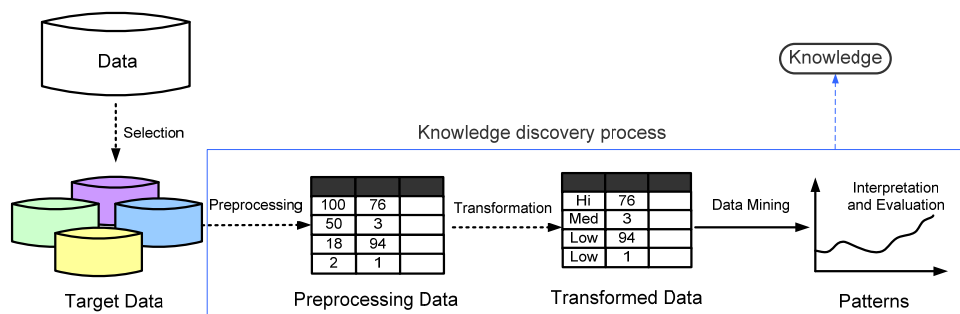 Data
Knowledge
Selection
Knowledge discovery process
Preprocessing
100 76
50 3
18 94
2 1
Transformation
Hi 76
Med 3
Low 94
Low 1
Data Mining
Interpretation
and Evaluation
Target Data
Preprocessing Data
Transformed Data
Patterns